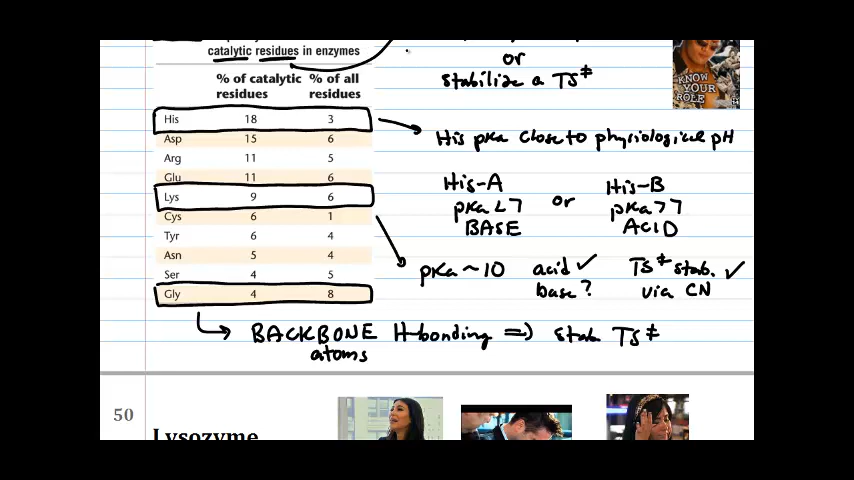 catalytic residues in enzymes
or
stabilize a TS‡
% of catalytic % of all
residues residues
KNOW
YOUR
ROLE
His 18 3
Asp 15 6
Arg 11 5
Glu 11 6
Lys 9 6
Cys 6 1
Tyr 6 4
Asn 5 4
Ser 4 5
Gly 4 8
His pKa close to physiological pH
His-A or His-B
pKa<7 pKa>7
BASE ACID
pKa ~ 10 acid ✓ TS‡ stab. ✓
base? via CN
BACKBONE H-bonding => stab TS‡
atoms
50
Lysozyme